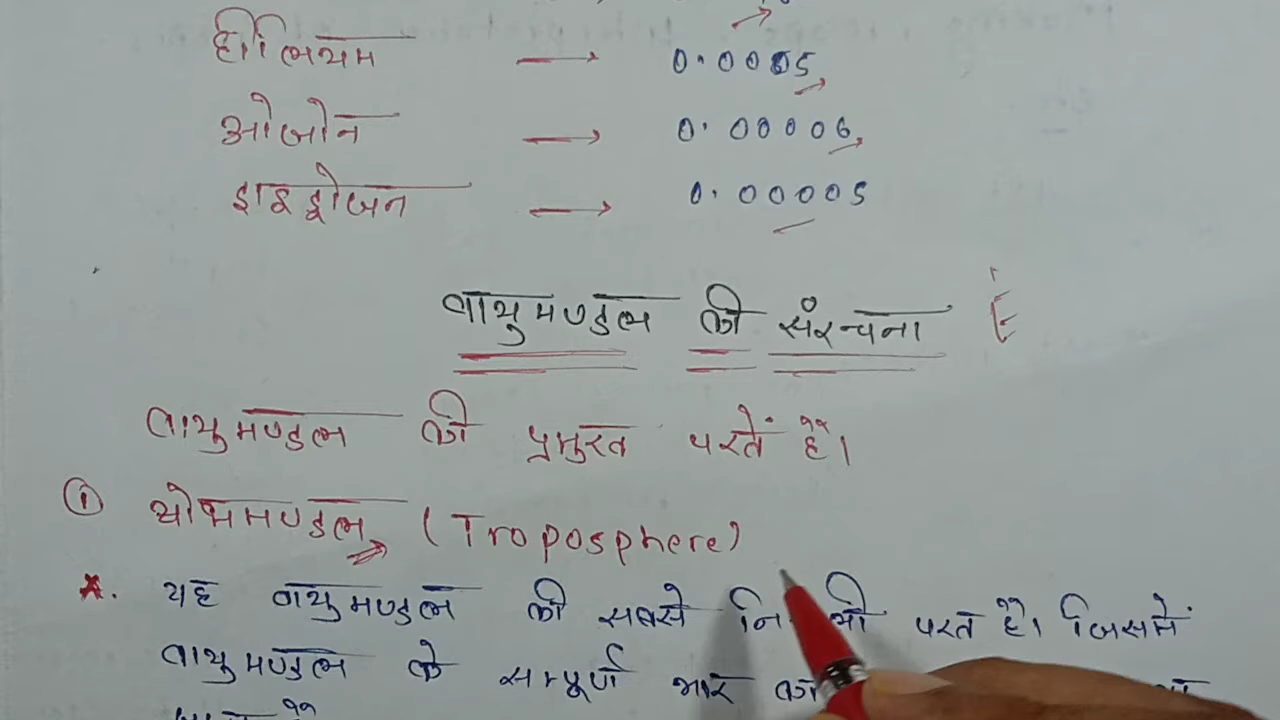 हीलियम → 0.0005
ओजोन → 0.00006
हाइड्रोजन → 0.00005
वायुमण्डल की संरचना
वायुमण्डल की प्रमुख परतें है।
① क्षोभमण्डल (Troposphere)
*. यह वायुमण्डल की सबसे परत है। जिसमें
वायुमण्डल के सम्पूर्ण भार का